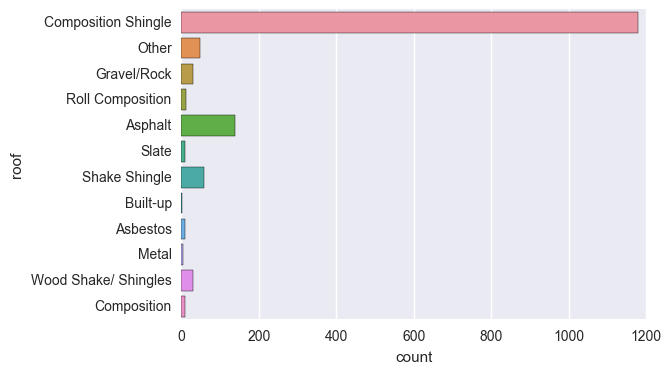 Composition Shingle
Other
Gravel/Rock
Roll Composition
Asphalt
Slate
Shake Shingle
Built-up
Asbestos
Metal
Wood Shake/ Shingles
Composition
roof
0 200 400 600 800 1000 1200
count